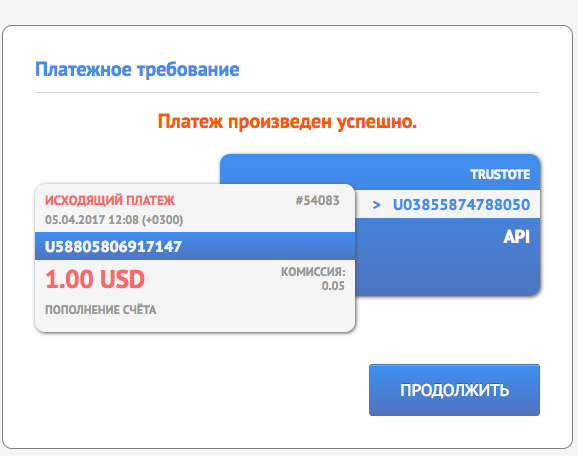 Платежное требование
Платеж произведен успешно.
TRUSTOTE
> U03855874788050
API
ИСХОДЯЩИЙ ПЛАТЕЖ #54083
05.04.2017 12:08 (+0300)
U58805806917147
1.00 USD
КОМИССИЯ:
0.05
ПОПОЛНЕНИЕ СЧЁТА
ПРОДОЛЖИТЬ